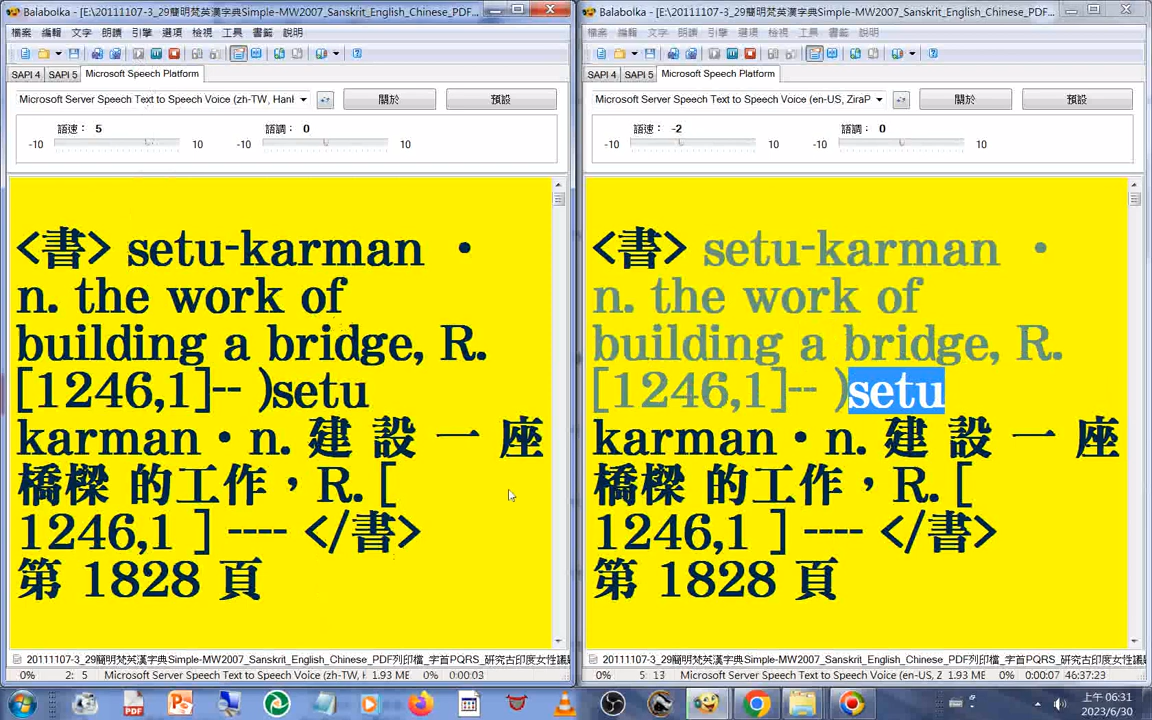 Balabolka - [E:\20111107-3_29簡明梵英漢字典Simple-MW2007_Sanskrit_English_Chinese_PDF...
檔案 編輯 文字 朗讀 引擎 選項 檢視 工具 書籤 說明
SAPI 4 SAPI 5 Microsoft Speech Platform
Microsoft Server Speech Text to Speech Voice (zh-TW, Hanl
關於 預設
語速： 5 語調： 0
-10 10 -10 10
<書> setu-karman •
n. the work of
building a bridge, R.
[1246,1]-- )setu
karman • n. 建 設 一 座
橋樑 的工作，R. [
1246,1 ] ---- </書>
第 1828 頁
20111107-3_29簡明梵英漢字典Simple-MW2007_Sanskrit_English_Chinese_PDF列印檔_字首PQRS_研究古印度女性議
0% 2: 5 Microsoft Server Speech Text to Speech Voice (zh-TW, H 1.93 ME 0% 0:00:03
Balabolka - [E:\20111107-3_29簡明梵英漢字典Simple-MW2007_Sanskrit_English_Chinese_PDF...
檔案 編輯 文字 朗讀 引擎 選項 檢視 工具 書籤 說明
SAPI 4 SAPI 5 Microsoft Speech Platform
Microsoft Server Speech Text to Speech Voice (en-US, ZiraP
關於 預設
語速： -2 語調： 0
-10 10 -10 10
<書> setu-karman •
n. the work of
building a bridge, R.
[1246,1]-- )setu
karman • n. 建 設 一 座
橋樑 的工作，R. [
1246,1 ] ---- </書>
第 1828 頁
20111107-3_29簡明梵英漢字典Simple-MW2007_Sanskrit_English_Chinese_PDF列印檔_字首PQRS_研究古印度女性議
0% 5: 13 Microsoft Server Speech Text to Speech Voice (en-US, Z 1.93 ME 0% 0:00:07 46:37:23
上午 06:31
2023/6/30